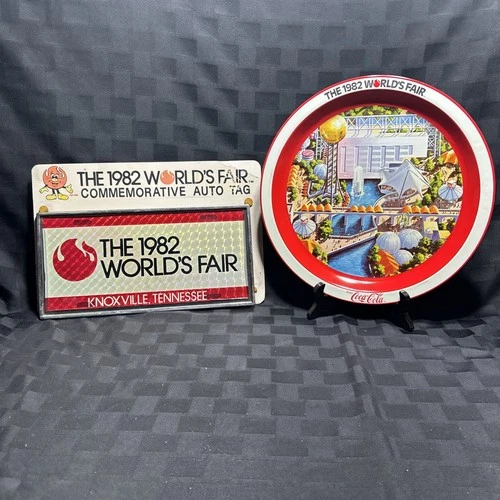 THE 1982 WORLD'S FAIR
COMMEMORATIVE AUTO TAG
THE 1982
WORLD'S FAIR
KNOXVILLE, TENNESSEE
THE 1982 WORLD'S FAIR
Coca-Cola